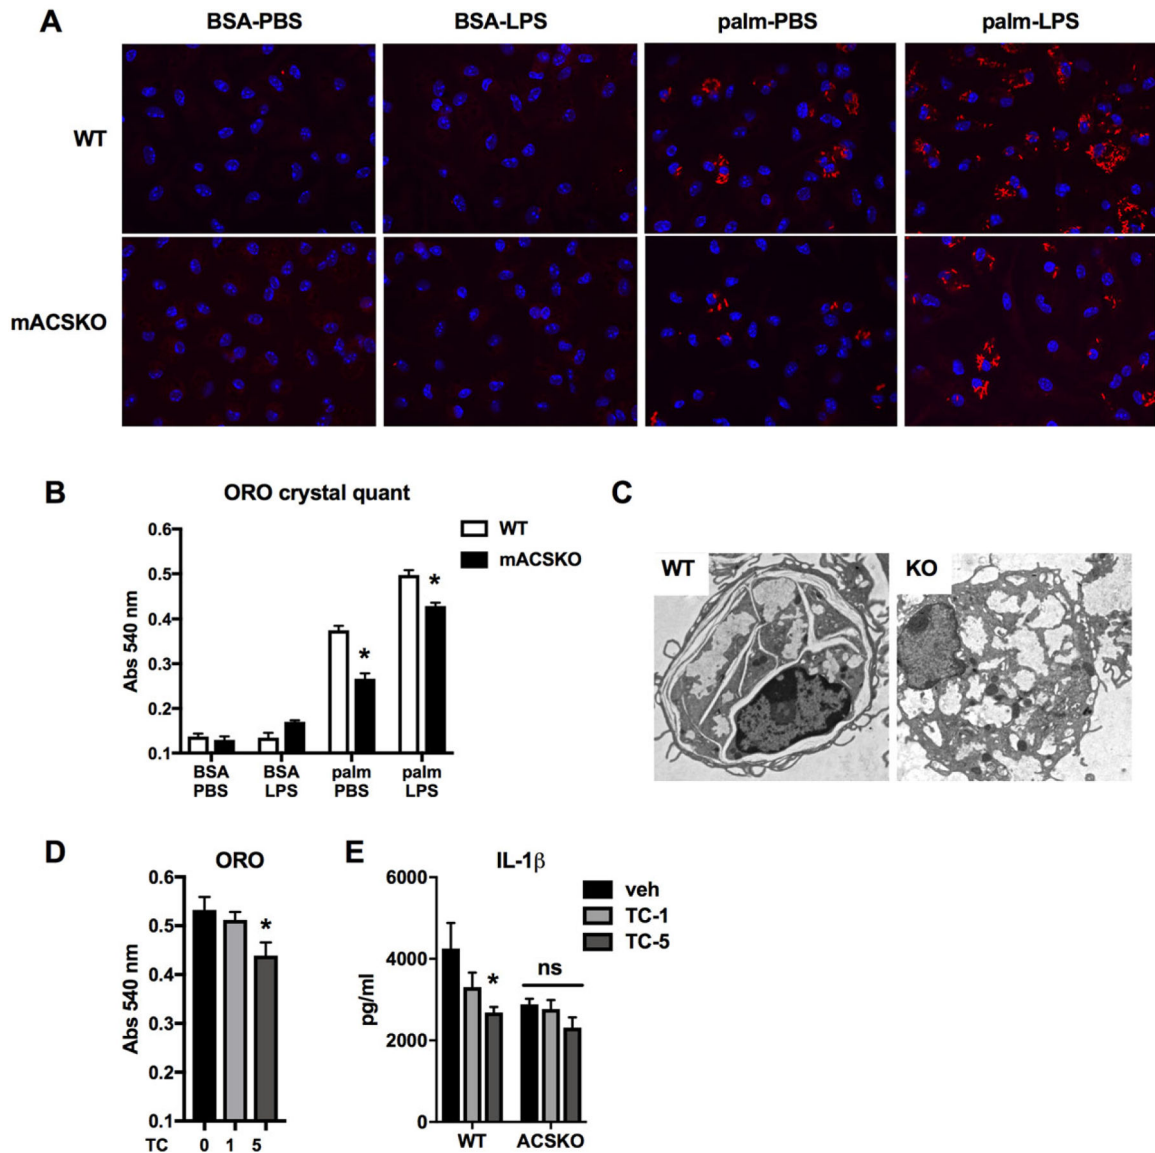 A
BSA-PBS BSA-LPS palm-PBS palm-LPS
WT
mACSKO
B
ORO crystal quant
WT
mACSKO
Abs 540 nm
0.6
0.5
0.4
0.3
0.2
0.1
BSA PBS
BSA LPS
palm PBS
palm LPS
*
*
C
WT
KO
D
ORO
Abs 540 nm
0.6
0.5
0.4
0.3
0.2
0.1
*
TC 0 1 5
E
IL-1β
veh
TC-1
TC-5
pg/ml
6000
4000
2000
0
*
ns
WT ACSKO